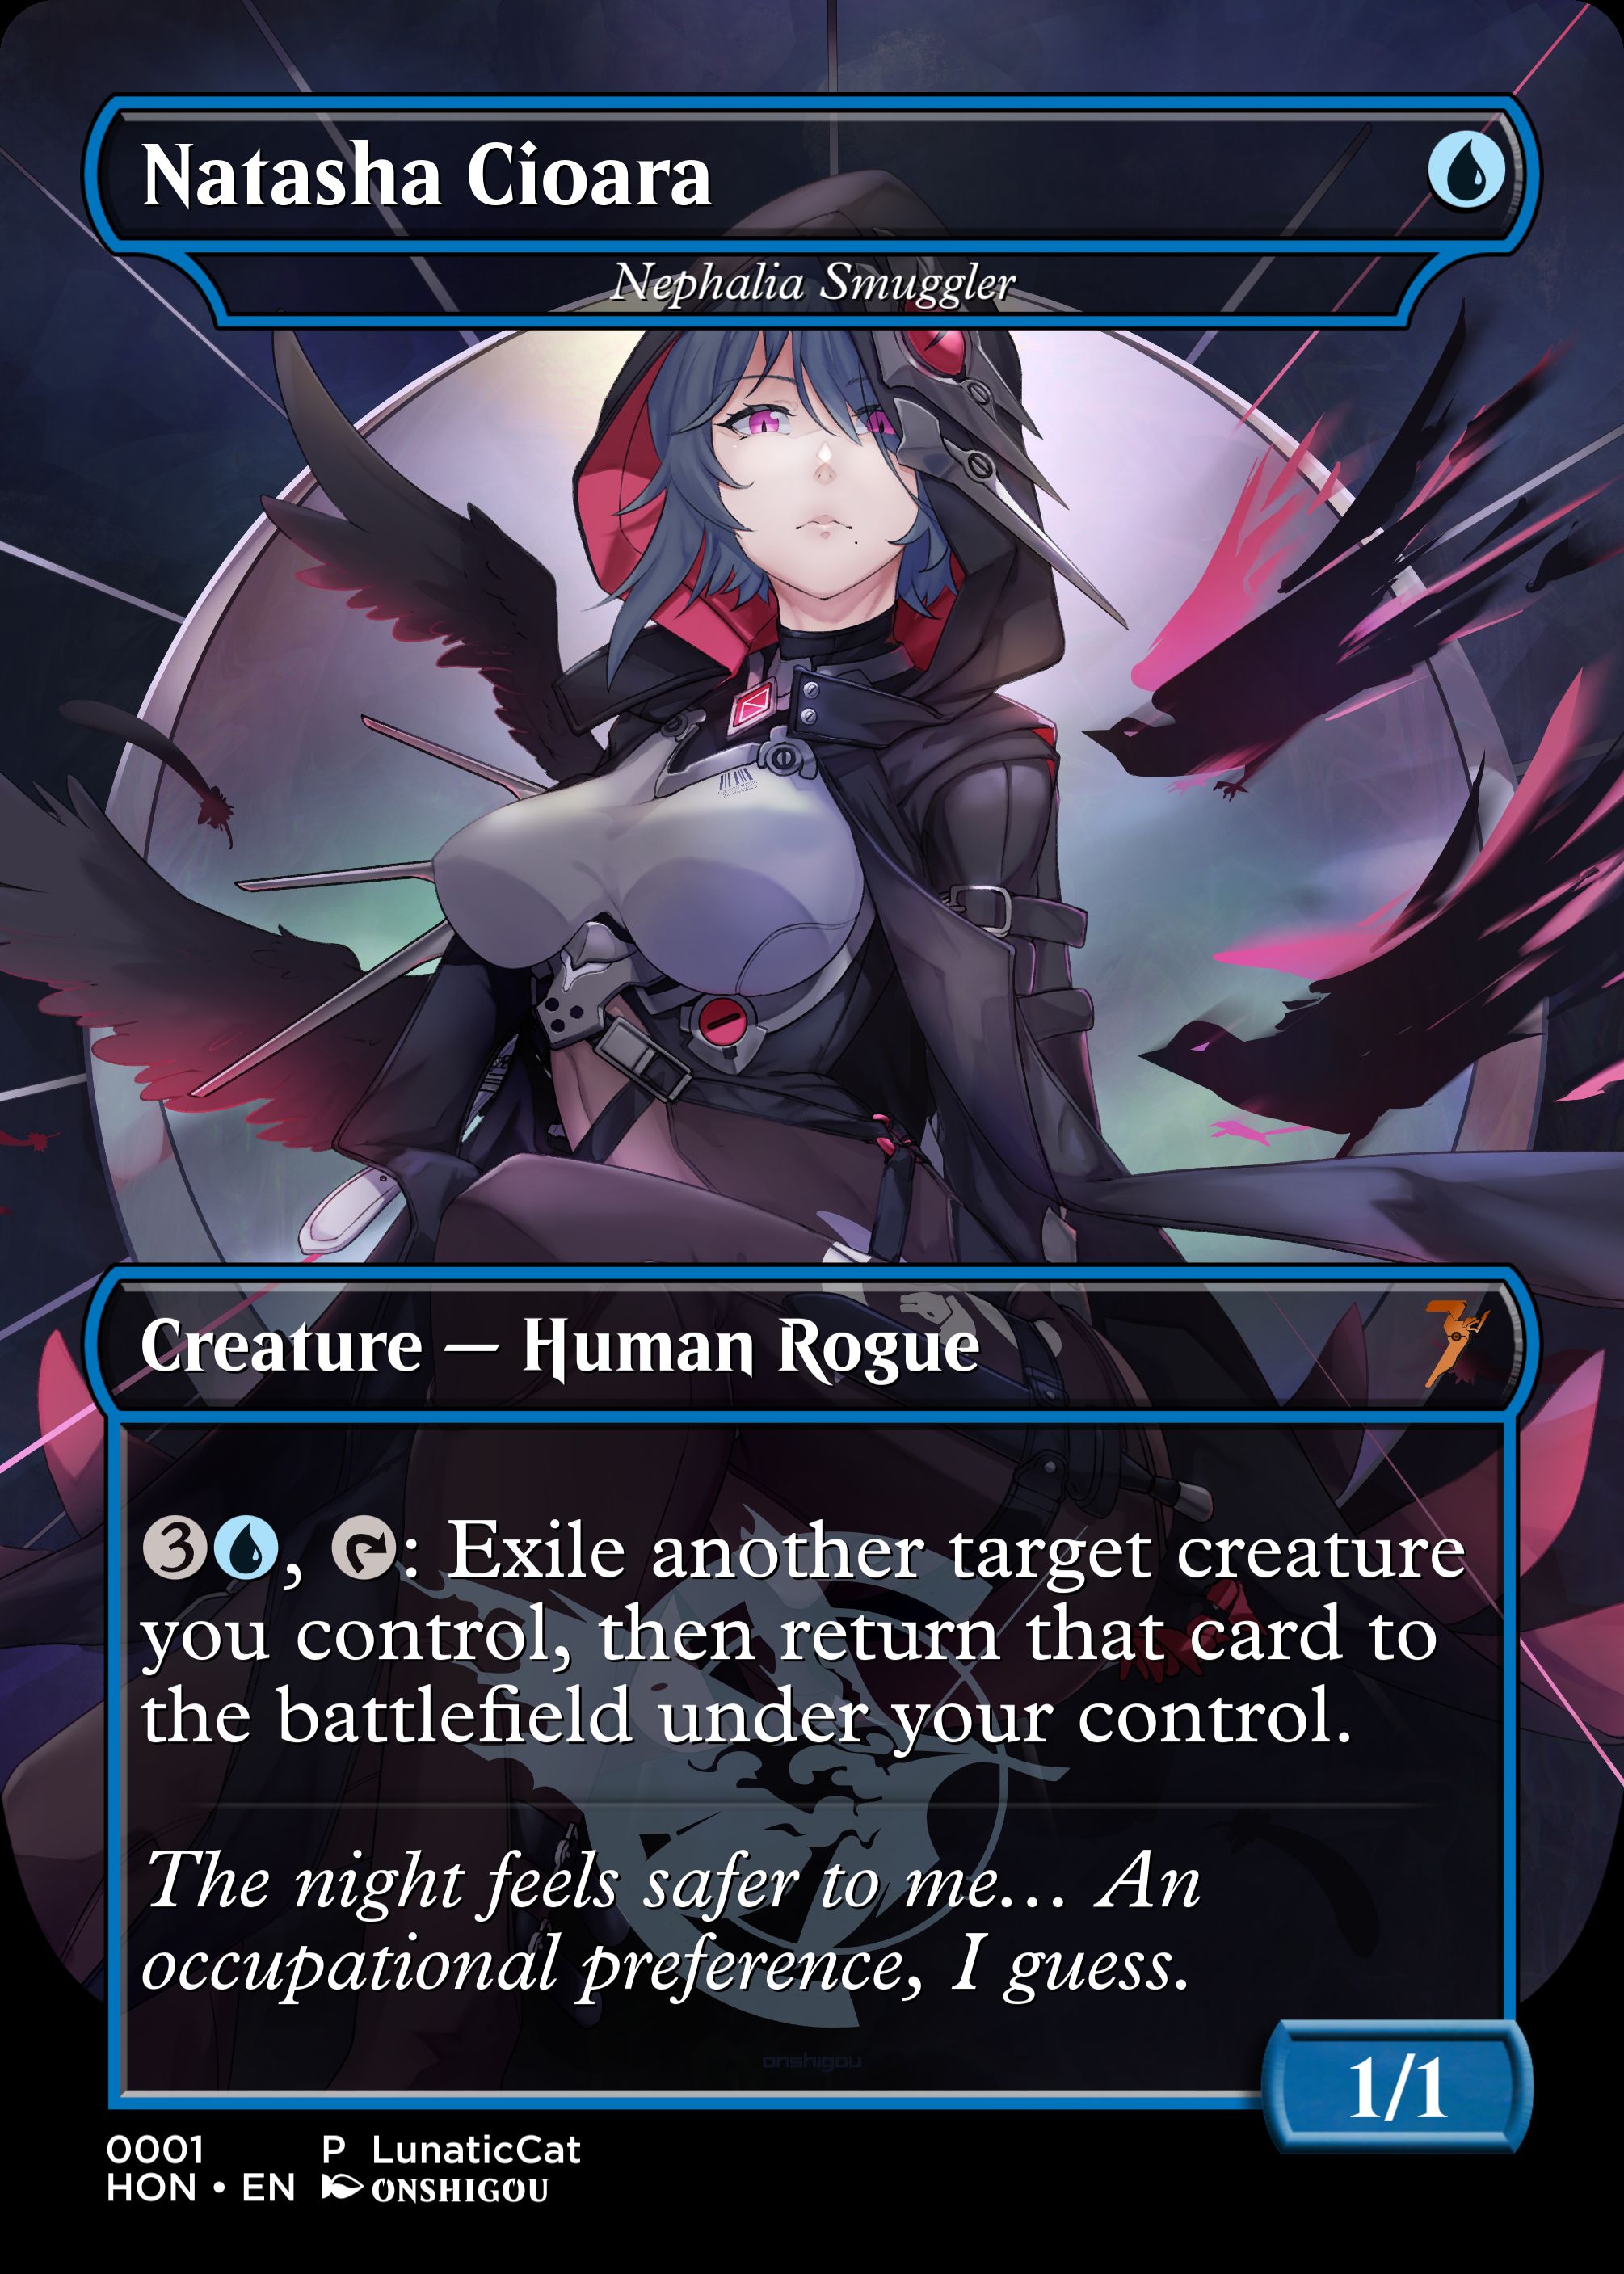 Natasha Cioara
Nephalia Smuggler
Creature — Human Rogue
3, : Exile another target creature
you control, then return that card to
the battlefield under your control.
The night feels safer to me... An
occupational preference, I guess.
onshigou
1/1
0001 P LunaticCat
HON • EN ONSHIGOU